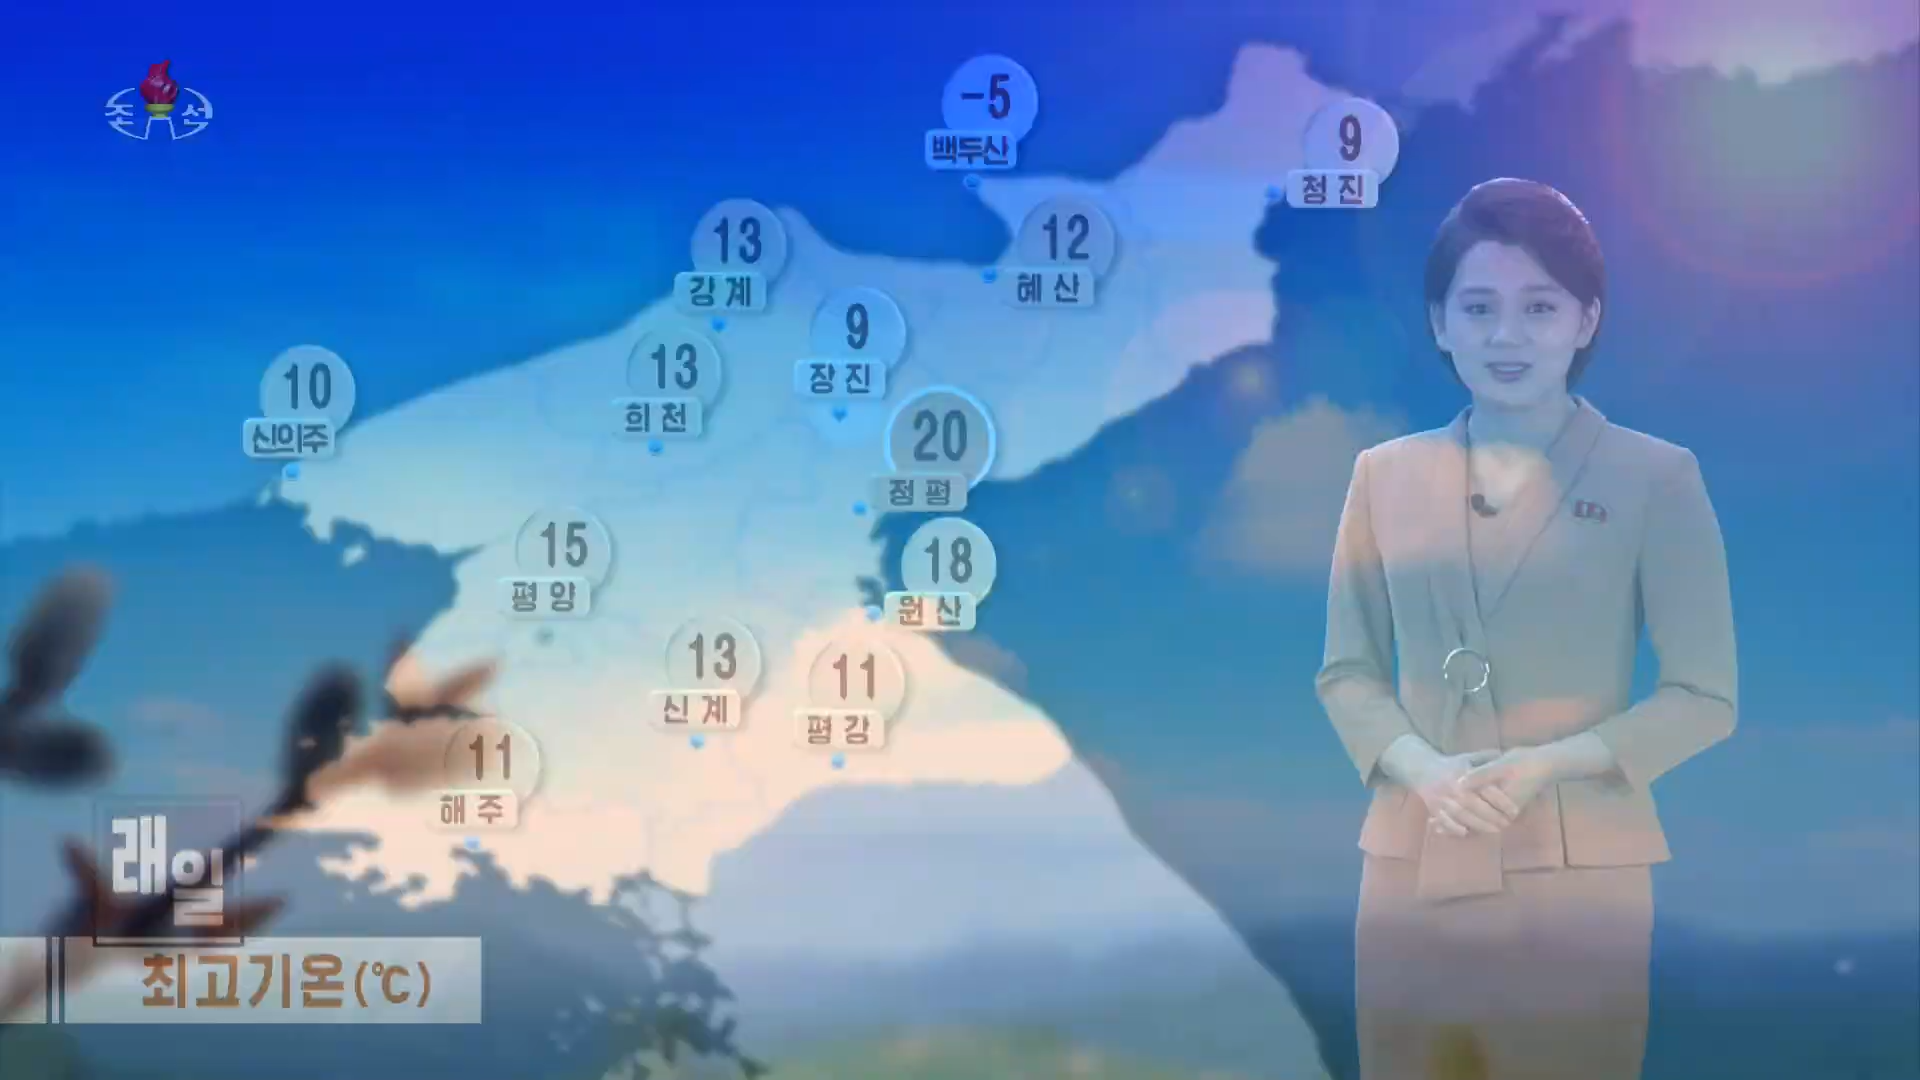 조선
-5
백두산
9
청진
13
강계
12
혜산
9
장진
13
희천
10
신의주
20
정평
15
평양
18
원산
13
신계
11
평강
11
해주
래일
최고기온(℃)